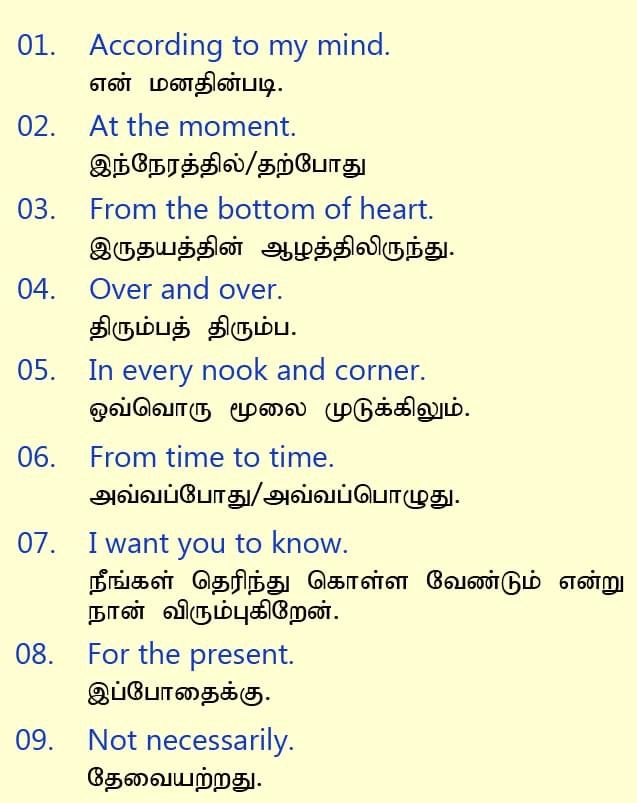 01. According to my mind.
என் மனதின்படி.
02. At the moment.
இந்நேரத்தில்/தற்போது
03. From the bottom of heart.
இருதயத்தின் ஆழத்திலிருந்து.
04. Over and over.
திரும்பத் திரும்ப.
05. In every nook and corner.
ஒவ்வொரு மூலை முடுக்கிலும்.
06. From time to time.
அவ்வப்போது/அவ்வப்பொழுது.
07. I want you to know.
நீங்கள் தெரிந்து கொள்ள வேண்டும் என்று
நான் விரும்புகிறேன்.
08. For the present.
இப்போதைக்கு.
09. Not necessarily.
தேவையற்றது.